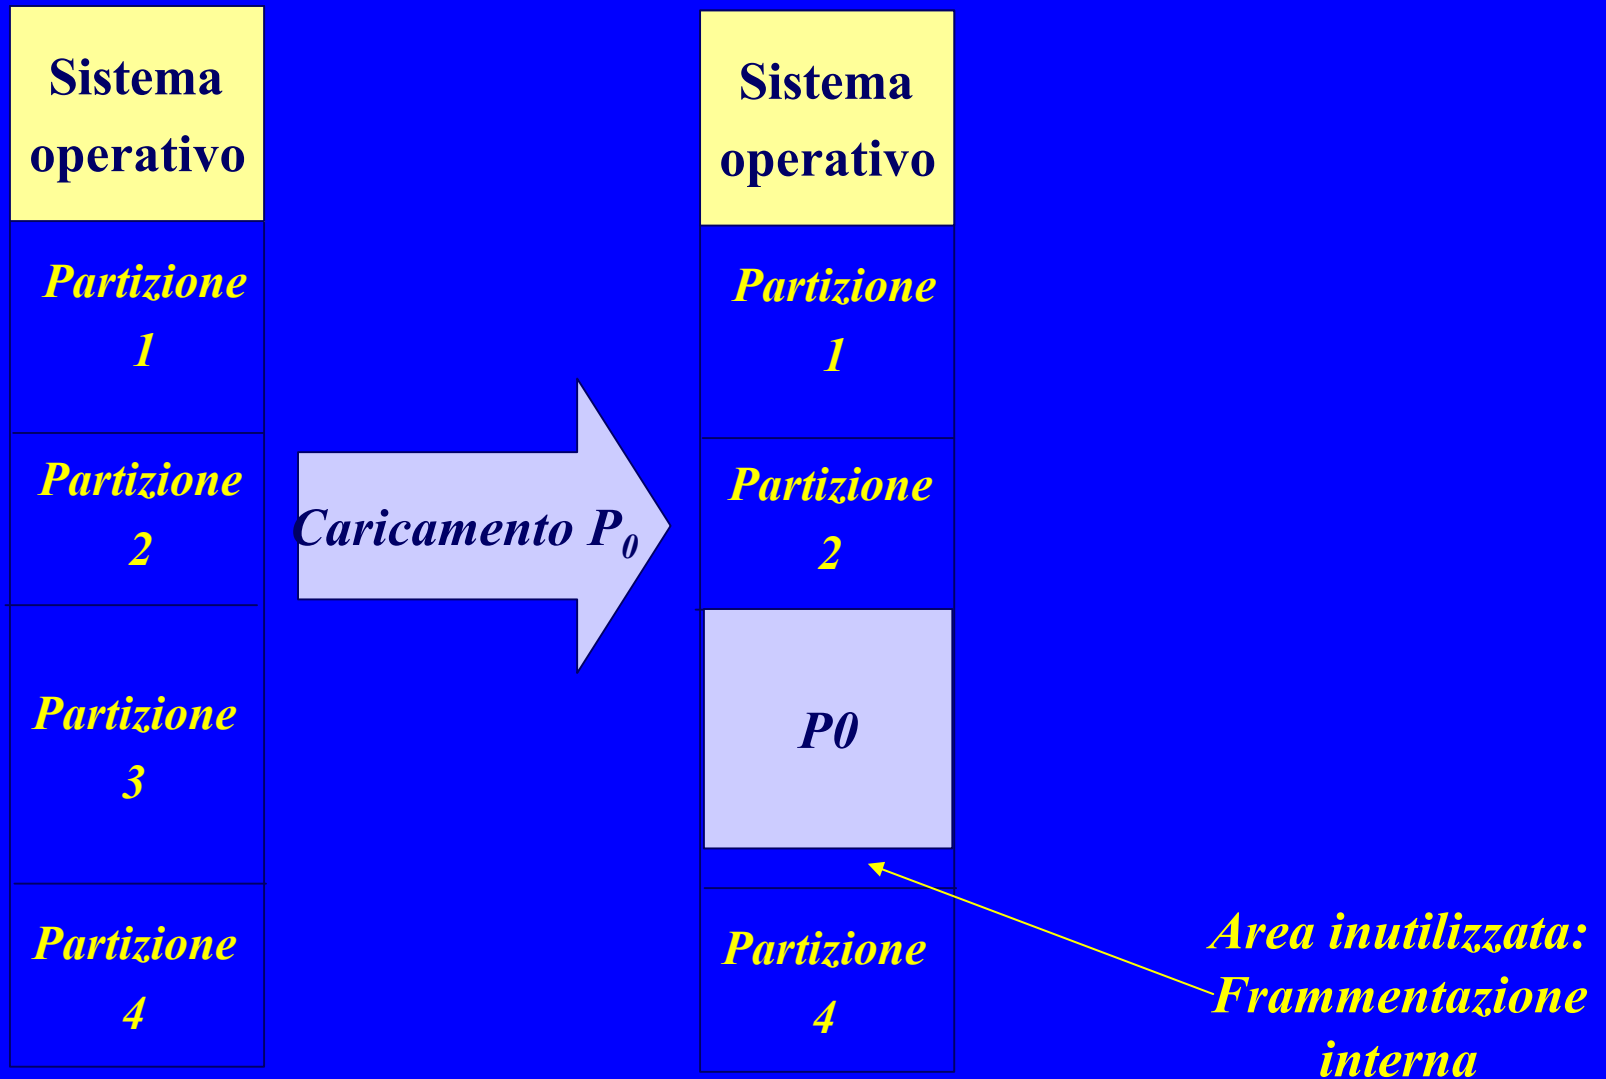 Sistema
operativo
Partizione
1
Partizione
2
Partizione
3
Partizione
4
Caricamento P0
Sistema
operativo
Partizione
1
Partizione
2
P0
Partizione
4
Area inutilizzata:
Frammentazione
interna